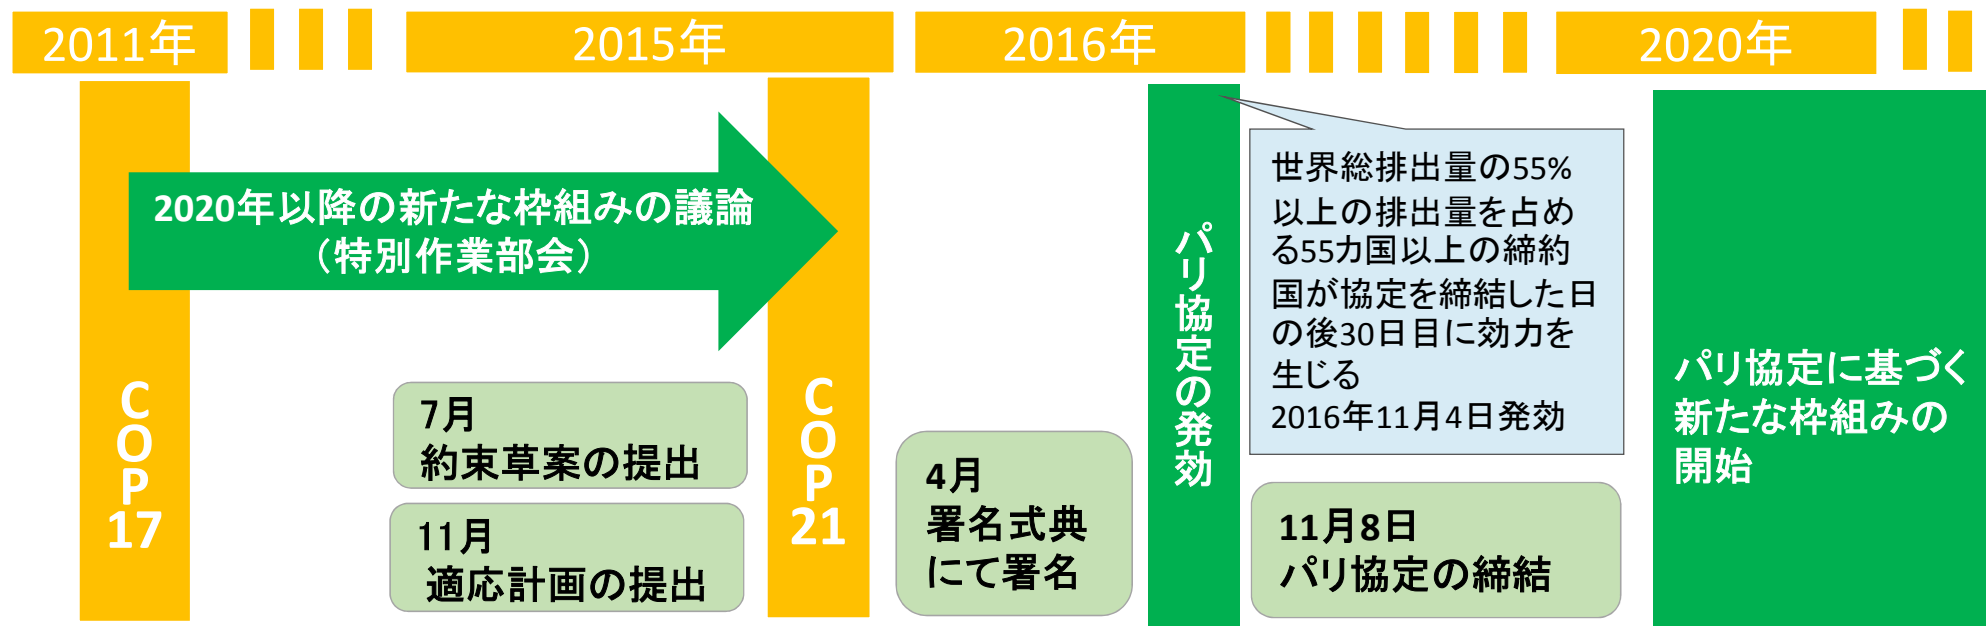 2011年
2015年
2016年
2020年
COP17
2020年以降の新たな枠組みの議論
（特別作業部会）
7月
約束草案の提出
11月
適応計画の提出
COP21
4月
署名式典
にて署名
パリ協定の発効
世界総排出量の55%
以上の排出量を占め
る55カ国以上の締約
国が協定を締結した日
の後30日目に効力を
生じる
2016年11月4日発効
11月8日
パリ協定の締結
パリ協定に基づく
新たな枠組みの
開始